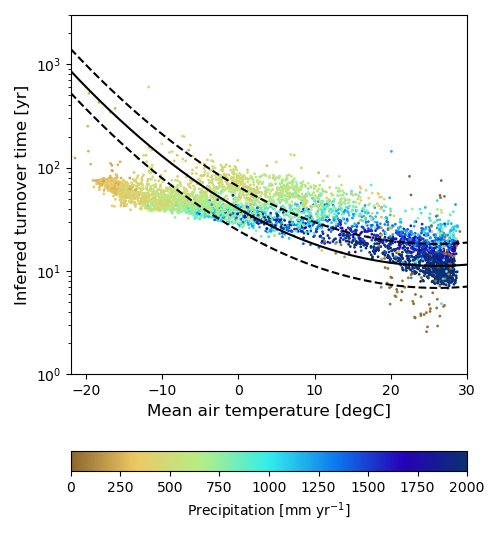 Inferred turnover time [yr]
10³
10²
10¹
10⁰
−20 −10 0 10 20 30
Mean air temperature [degC]
0 250 500 750 1000 1250 1500 1750 2000
Precipitation [mm yr⁻¹]